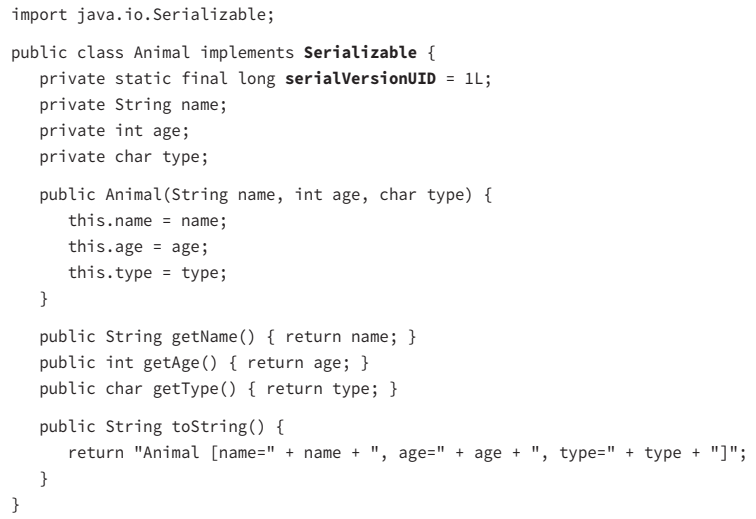 import java.io.Serializable;
public class Animal implements Serializable {
   private static final long serialVersionUID = 1L;
   private String name;
   private int age;
   private char type;
   public Animal(String name, int age, char type) {
      this.name = name;
      this.age = age;
      this.type = type;
   }
   public String getName() { return name; }
   public int getAge() { return age; }
   public char getType() { return type; }
   public String toString() {
      return "Animal [name=" + name + ", age=" + age + ", type=" + type + "]";
   }
}